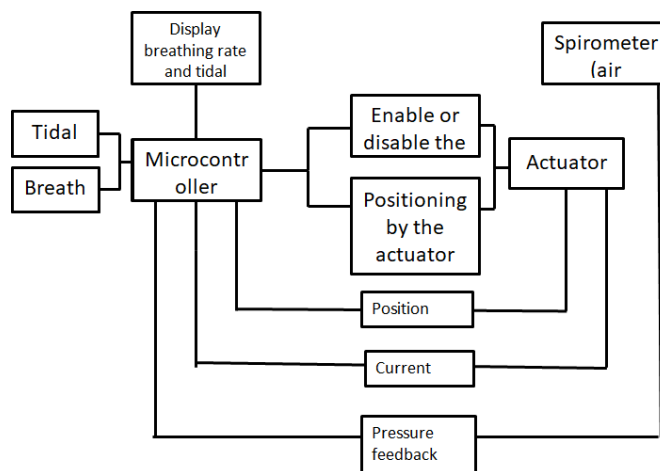 Display
breathing rate
and tidal
Spirometer
(air
Tidal
Breath
Microcontr
oller
Enable or
disable the
Positioning
by the
actuator
Actuator
Position
Current
Pressure
feedback